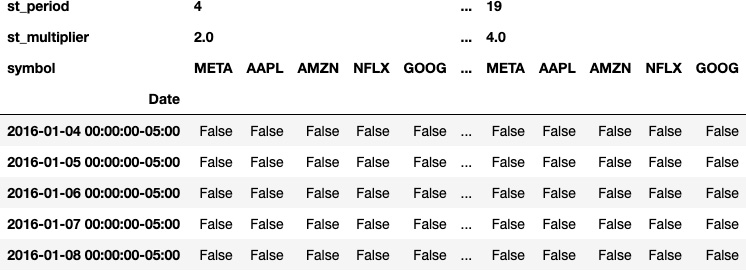 st_period 4 ... 19
st_multiplier 2.0 ... 4.0
symbol META AAPL AMZN NFLX GOOG ... META AAPL AMZN NFLX GOOG
Date
2016-01-04 00:00:00-05:00 False False False False False ... False False False False False
2016-01-05 00:00:00-05:00 False False False False False ... False False False False False
2016-01-06 00:00:00-05:00 False False False False False ... False False False False False
2016-01-07 00:00:00-05:00 False False False False False ... False False False False False
2016-01-08 00:00:00-05:00 False False False False False ... False False False False False